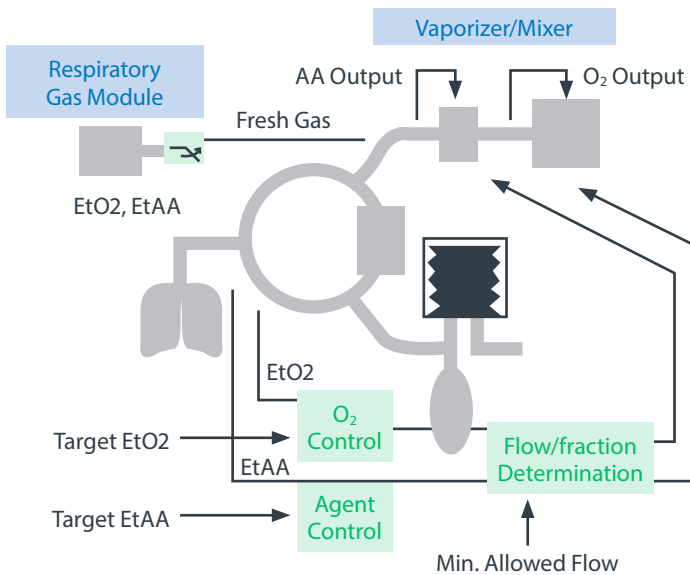 Vaporizer/Mixer
Respiratory
Gas Module
AA Output
O₂ Output
Fresh Gas
EtO2, EtAA
EtO2
O₂
Control
Target EtO2
Flow/fraction
Determination
EtAA
Agent
Control
Target EtAA
Min. Allowed Flow